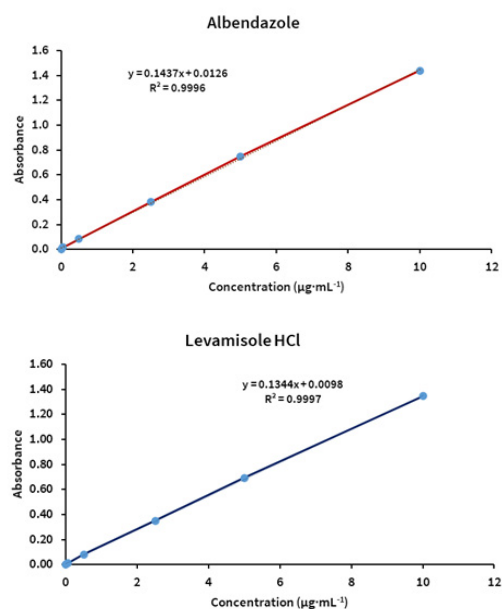 Albendazole
y = 0.1437x + 0.0126
R² = 0.9996
1.6
1.4
1.2
1.0
0.8
0.6
0.4
0.2
0.0
Absorbance
0 2 4 6 8 10 12
Concentration (µg·mL⁻¹)
Levamisole HCl
y = 0.1344x + 0.0098
R² = 0.9997
1.60
1.40
1.20
1.00
0.80
0.60
0.40
0.20
0.00
Absorbance
0 2 4 6 8 10 12
Concentration (µg·mL⁻¹)